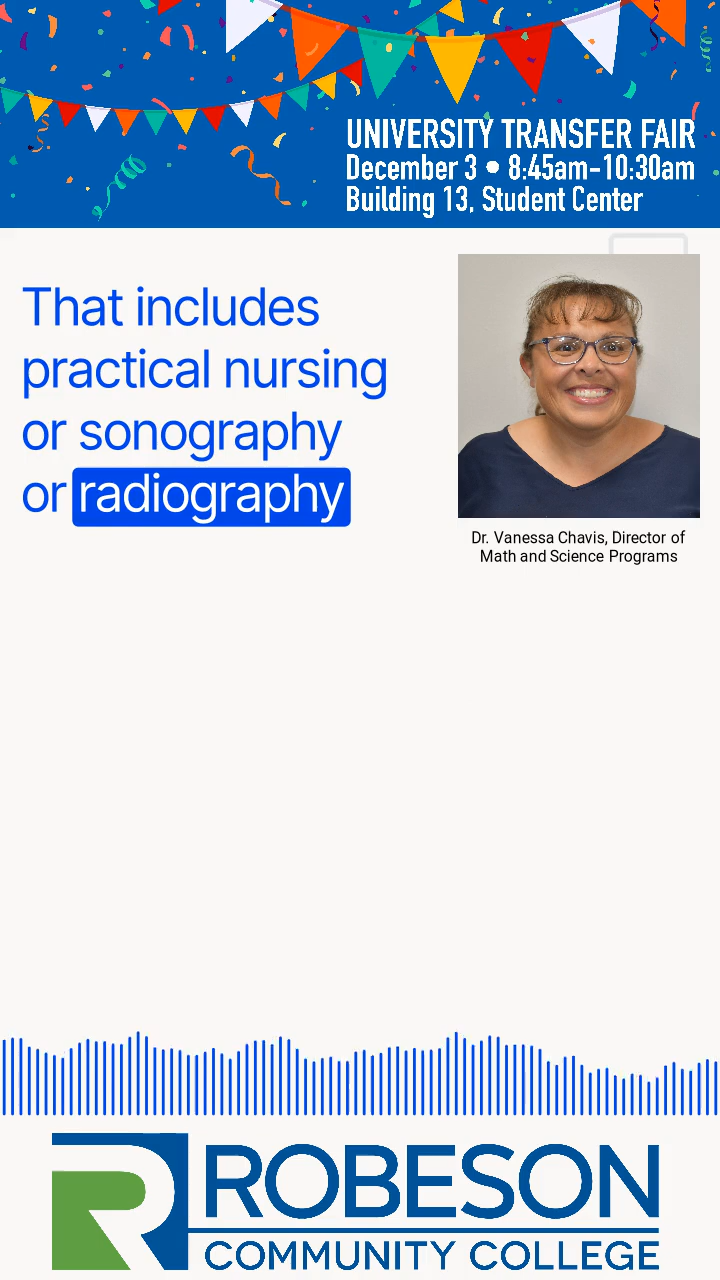 UNIVERSITY TRANSFER FAIR
December 3 • 8:45am-10:30am
Building 13, Student Center
That includes
practical nursing
or sonography
or radiography
Dr. Vanessa Chavis, Director of
Math and Science Programs
ROBESON
COMMUNITY COLLEGE